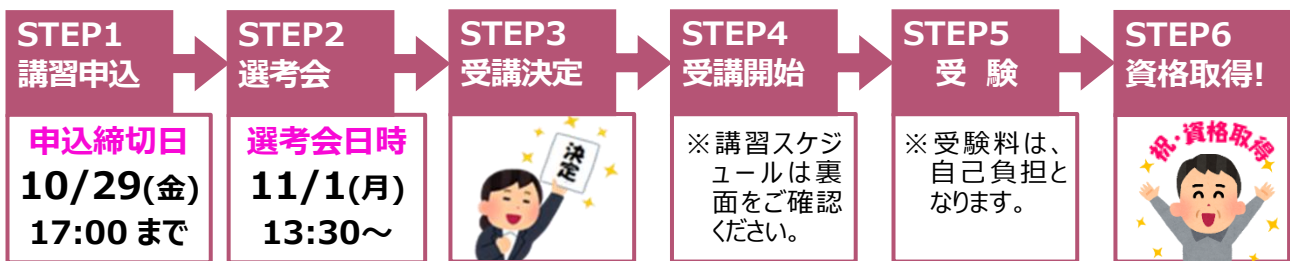 STEP1
講習申込
申込締切日
10/29(金)
17:00 まで
STEP2
選考会
選考会日時
11/1(月)
13:30～
STEP3
受講決定
決定
STEP4
受講開始
※講習スケジ
ュールは裏
面をご確認
ください。
STEP5
受 験
※受験料は、
自己負担と
なります。
STEP6
資格取得!
祝・資格取得